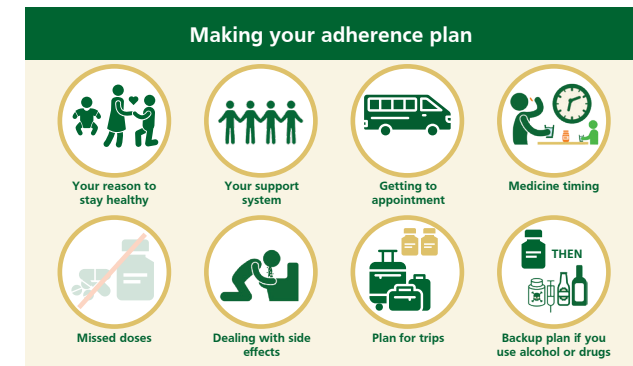 Making your adherence plan
Your reason to
stay healthy
Your support
system
Getting to
appointment
Medicine timing
THEN
Missed doses
Dealing with side
effects
Plan for trips
Backup plan if you
use alcohol or drugs